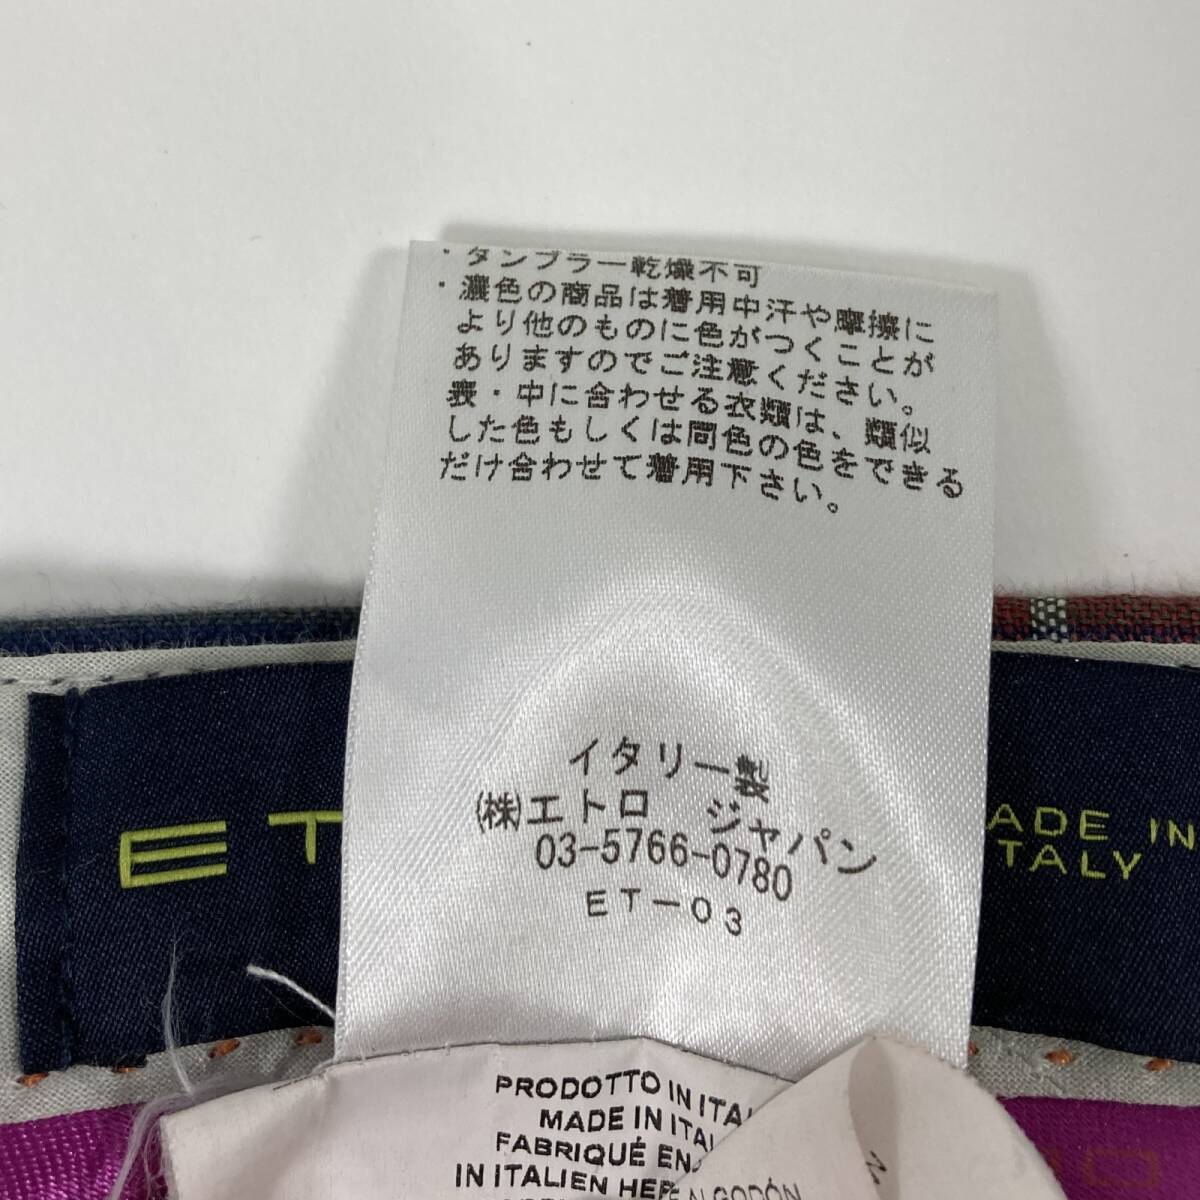 ・タンブラー乾燥不可
・濃色の商品は着用中汗や摩擦に
より他のものに色がつくことが
ありますのでご注意ください。
衷・中に合わせる衣類は、類似
した色もしくは同色の色をできる
だけ合わせて着用下さい。
イタリー製
(株)エトロ ジャパン
03-5766-0780
ET-03
ET
ADE IN
TALY
PRODOTTO IN ITAL
MADE IN ITAL
FABRIQUÉ EN
IN ITALIEN HER
ALGODÓN